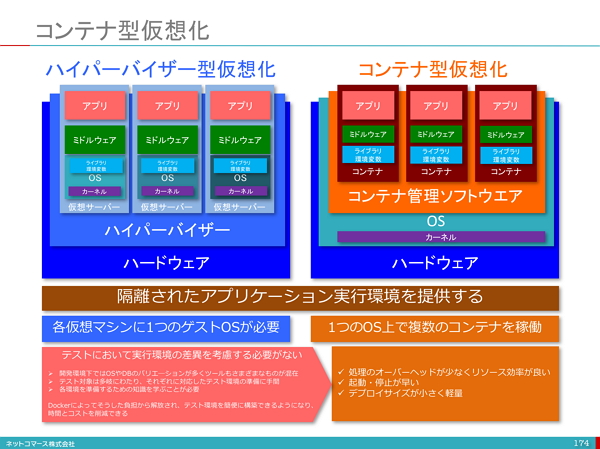 コンテナ型仮想化
ハイパーバイザー型仮想化
アプリ
アプリ
アプリ
ミドルウェア
ミドルウェア
ミドルウェア
ライブラリ
環境変数
ライブラリ
環境変数
ライブラリ
環境変数
OS
OS
OS
カーネル
カーネル
カーネル
仮想サーバー
仮想サーバー
仮想サーバー
ハイパーバイザー
ハードウェア
コンテナ型仮想化
アプリ
アプリ
アプリ
ミドルウェア
ミドルウェア
ミドルウェア
ライブラリ
環境変数
ライブラリ
環境変数
ライブラリ
環境変数
コンテナ
コンテナ
コンテナ
コンテナ管理ソフトウエア
OS
カーネル
ハードウェア
隔離されたアプリケーション実行環境を提供する
各仮想マシンに1つのゲストOSが必要
1つのOS上で複数のコンテナを稼働
テストにおいて実行環境の差異を考慮する必要がない
開発環境下ではOSやDBのバリエーションが多くツールもさまざまなものが混在
テスト対象は多岐にわたり、それぞれに対応したテスト環境の準備に手間
各環境を準備するための知識を学ぶことが必要
Dockerによってそうした負担から解放され、テスト環境を簡便に構築できるようになり、
時間とコストを削減できる
✓ 処理のオーバーヘッドが少なくリソース効率が良い
✓ 起動・停止が早い
✓ デプロイサイズが小さく軽量
ネットコマース株式会社
174